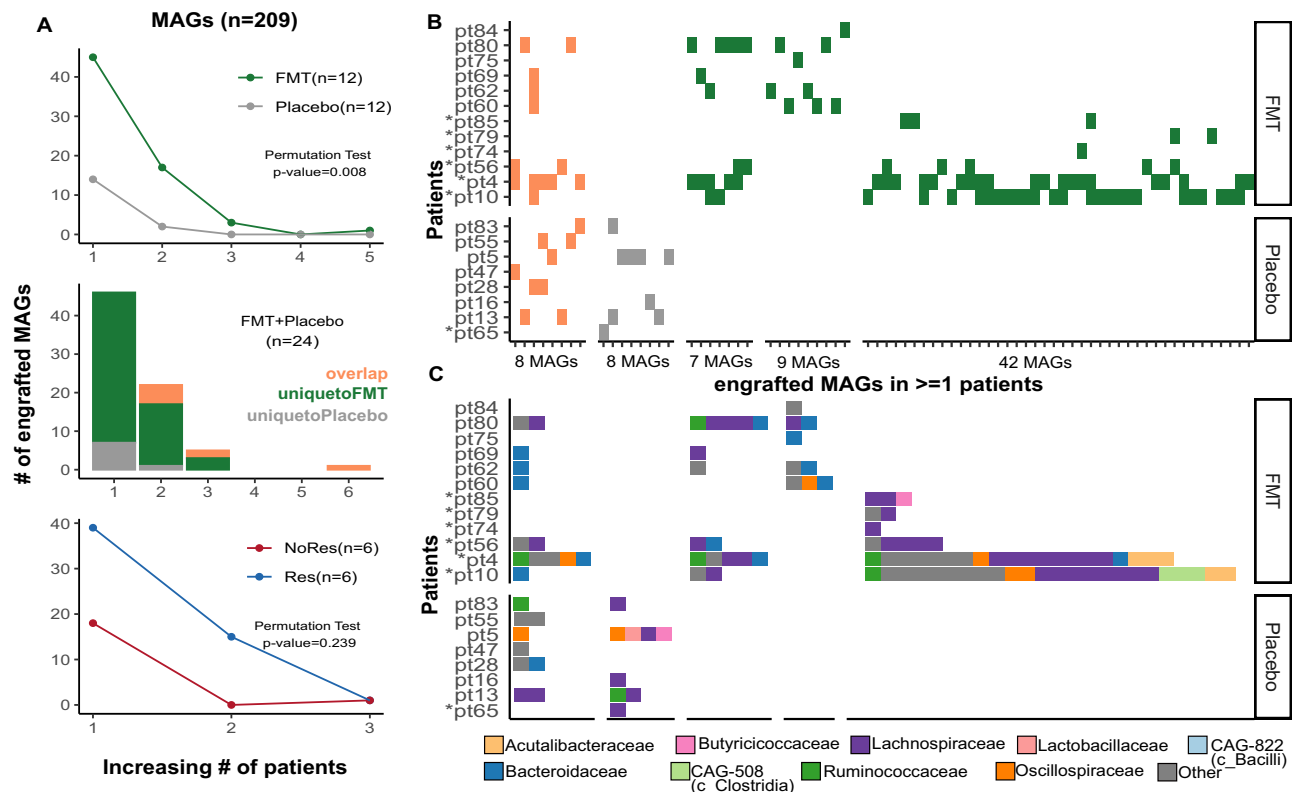 A
MAGs (n=209)
# of engrafted MAGs
40
30
20
10
0
FMT(n=12)
Placebo(n=12)
Permutation Test
p-value=0.008
1 2 3 4 5
40
30
20
10
0
FMT+Placebo
(n=24)
overlap
uniquetoFMT
uniquetoPlacebo
1 2 3 4 5 6
40
30
20
10
0
NoRes(n=6)
Res(n=6)
Permutation Test
p-value=0.239
1 2 3
Increasing # of patients
B
Patients
pt84
pt80
pt75
pt69
pt62
pt60
*pt85
*pt79
*pt74
*pt56
*pt4
*pt10
FMT
pt83
pt55
pt5
pt47
pt28
pt16
pt13
*pt65
Placebo
8 MAGs 8 MAGs 7 MAGs 9 MAGs 42 MAGs
engrafted MAGs in >=1 patients
C
Patients
pt84
pt80
pt75
pt69
pt62
pt60
*pt85
*pt79
*pt74
*pt56
*pt4
*pt10
FMT
pt83
pt55
pt5
pt47
pt28
pt16
pt13
*pt65
Placebo
Acutalibacteraceae Butyricicoccaceae Lachnospiraceae Lactobacillaceae CAG-822
(c_Bacilli)
Bacteroidaceae CAG-508
(c_Clostridia) Ruminococcaceae Oscillospiraceae Other